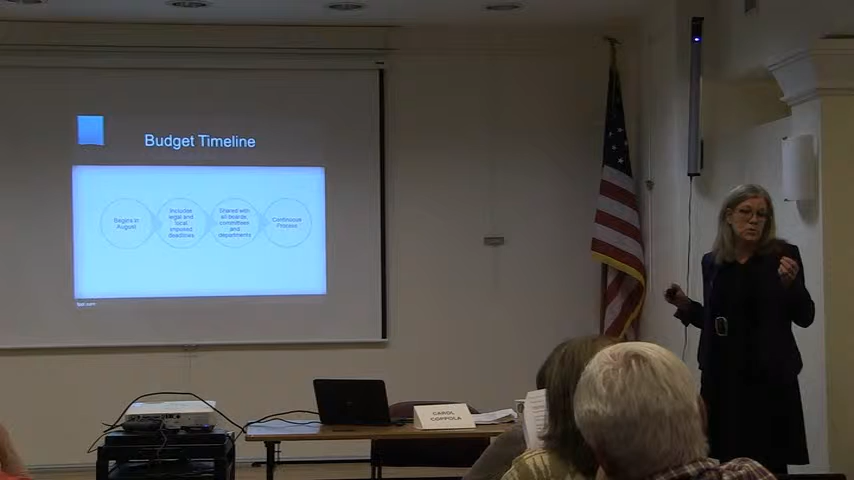 Budget Timeline
Begins in
August
Includes
legal and
local
imposed
deadlines
Shared with
all boards,
committees
and
departments
Continuous
Process
CAROL
COPPOLA